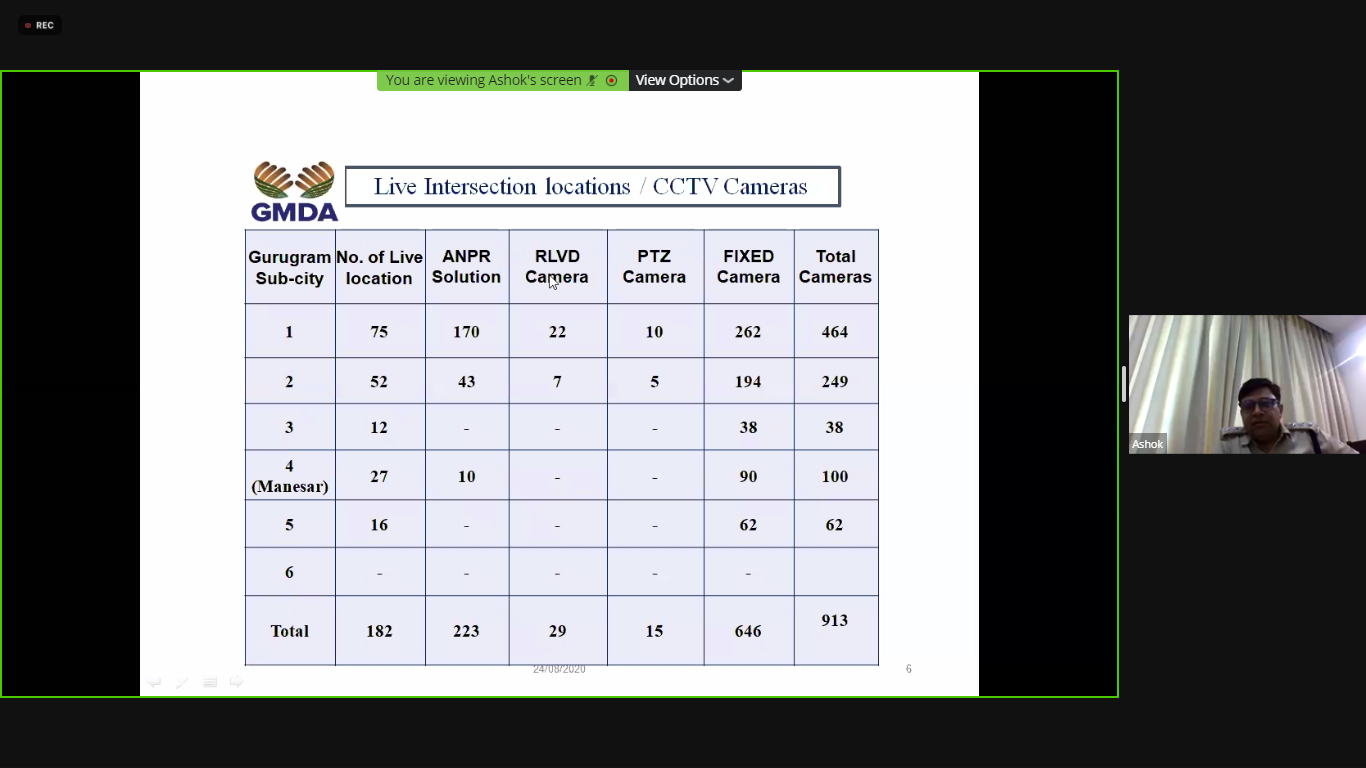 REC
You are viewing Ashok's screen View Options
GMDA
Live Intersection locations / CCTV Cameras
Gurugram Sub-city No. of Live location ANPR Solution RLVD Camera PTZ Camera FIXED Camera Total Cameras
1 75 170 22 10 262 464
2 52 43 7 5 194 249
3 12 - - - 38 38
4 (Manesar) 27 10 - - 90 100
5 16 - - - 62 62
6 - - - - -
Total 182 223 29 15 646 913
24/08/2020 6
Ashok